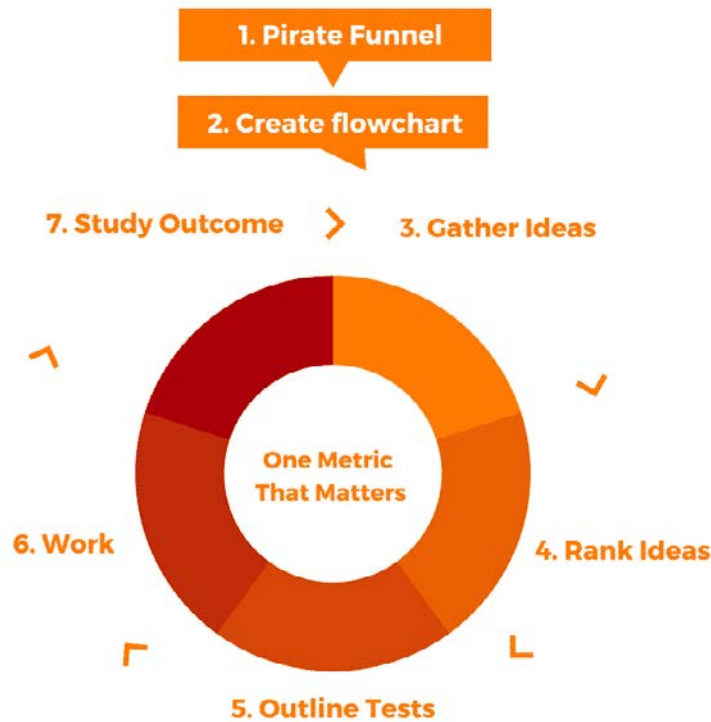 1. Pirate Funnel
2. Create flowchart
7. Study Outcome
3. Gather Ideas
One Metric
That Matters
6. Work
4. Rank Ideas
5. Outline Tests